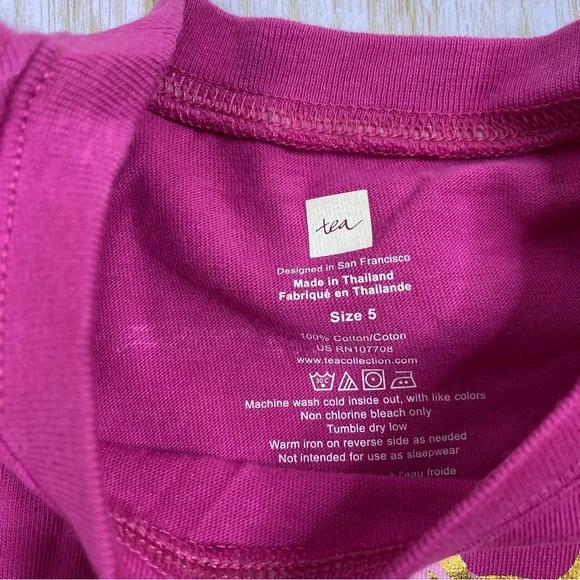 tea
Designed in San Francisco
Made in Thailand
Fabriqué en Thaïlande
Size 5
100% Cotton/Coton
US RN107708
www.teacollection.com
30°C
Machine wash cold inside out, with like colors
Non chlorine bleach only
Tumble dry low
Warm iron on reverse side as needed
Not intended for use as sleepwear
à l'eau froide